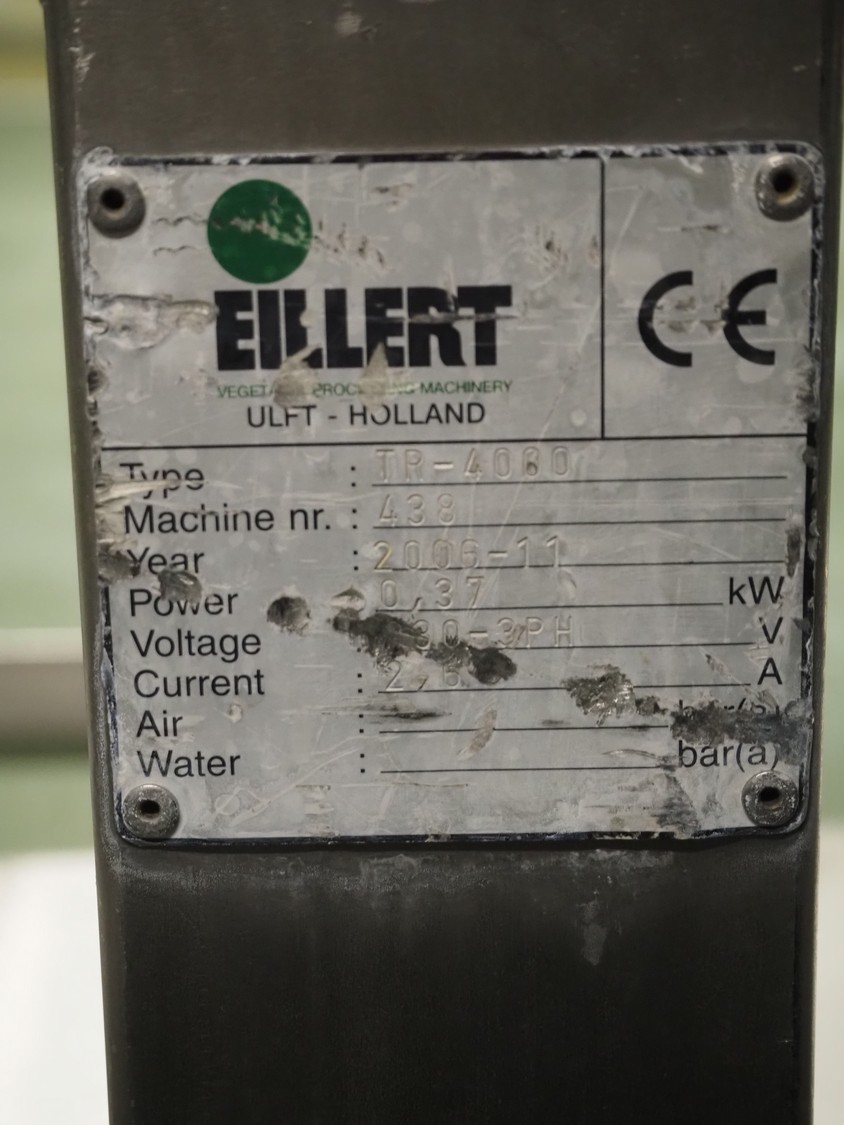 EILLERT
CE
VEGETABLE PROCESSING MACHINERY
ULFT - HOLLAND
Type : TR-4000
Machine nr. : 438
Year : 2006-11
Power 0,37 kW
Voltage V
Current : A
Air :
Water : bar(a)